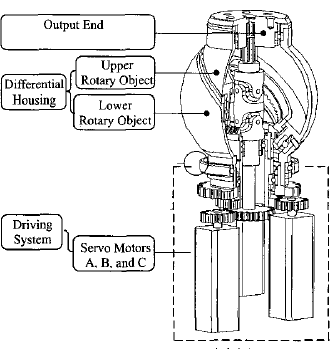 Output End
Upper
Rotary Object
Differential
Housing
Lower
Rotary Object
Driving
System
Servo Motors
A, B, and C